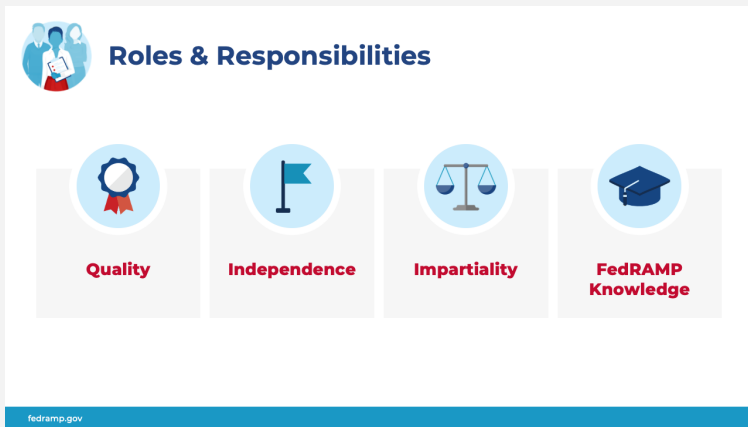 Roles & Responsibilities
Quality
Independence
Impartiality
FedRAMP
Knowledge
fedramp.gov